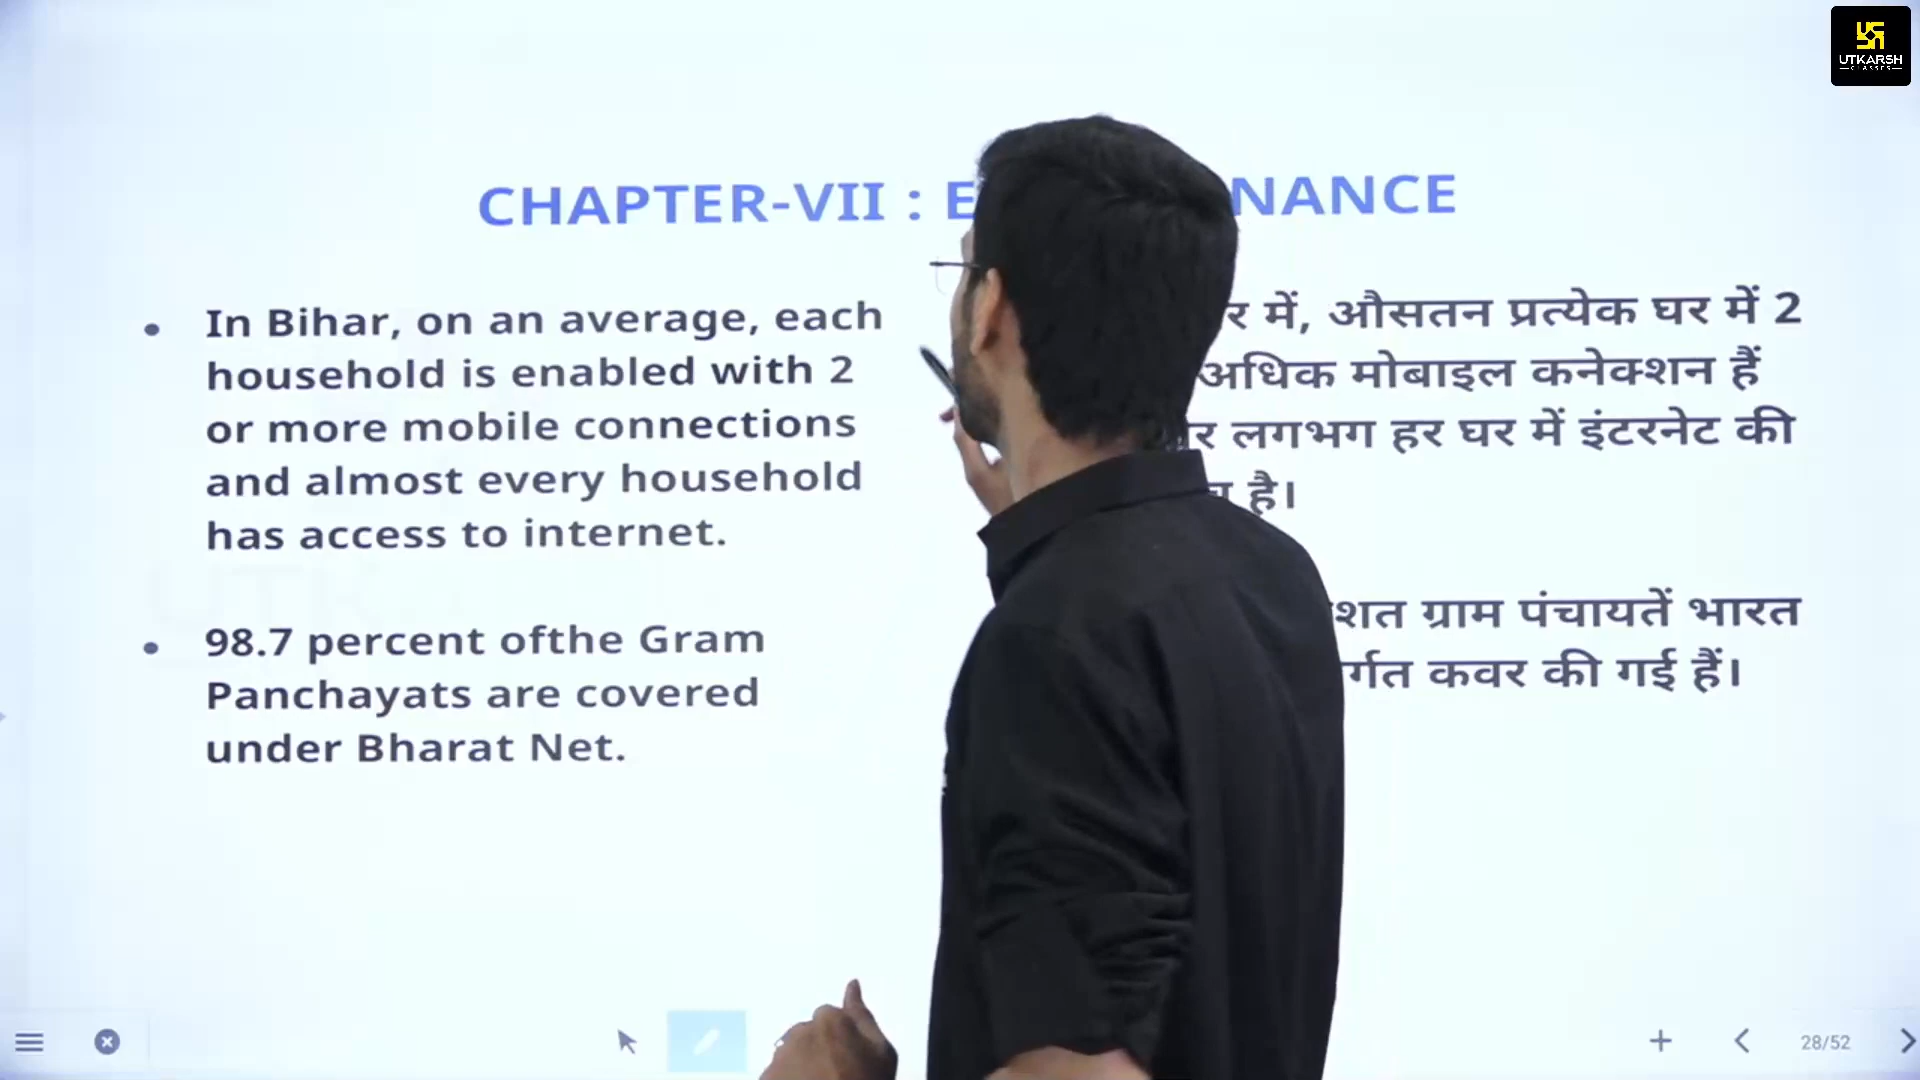 UTKARSH
CLASSES
CHAPTER-VII : E NANCE
In Bihar, on an average, each
household is enabled with 2
or more mobile connections
and almost every household
has access to internet.
98.7 percent ofthe Gram
Panchayats are covered
under Bharat Net.
में, औसतन प्रत्येक घर में 2
अधिक मोबाइल कनेक्शन हैं
लगभग हर घर में इंटरनेट की
है।
ग्राम पंचायतें भारत
कवर की गई हैं।
28/52